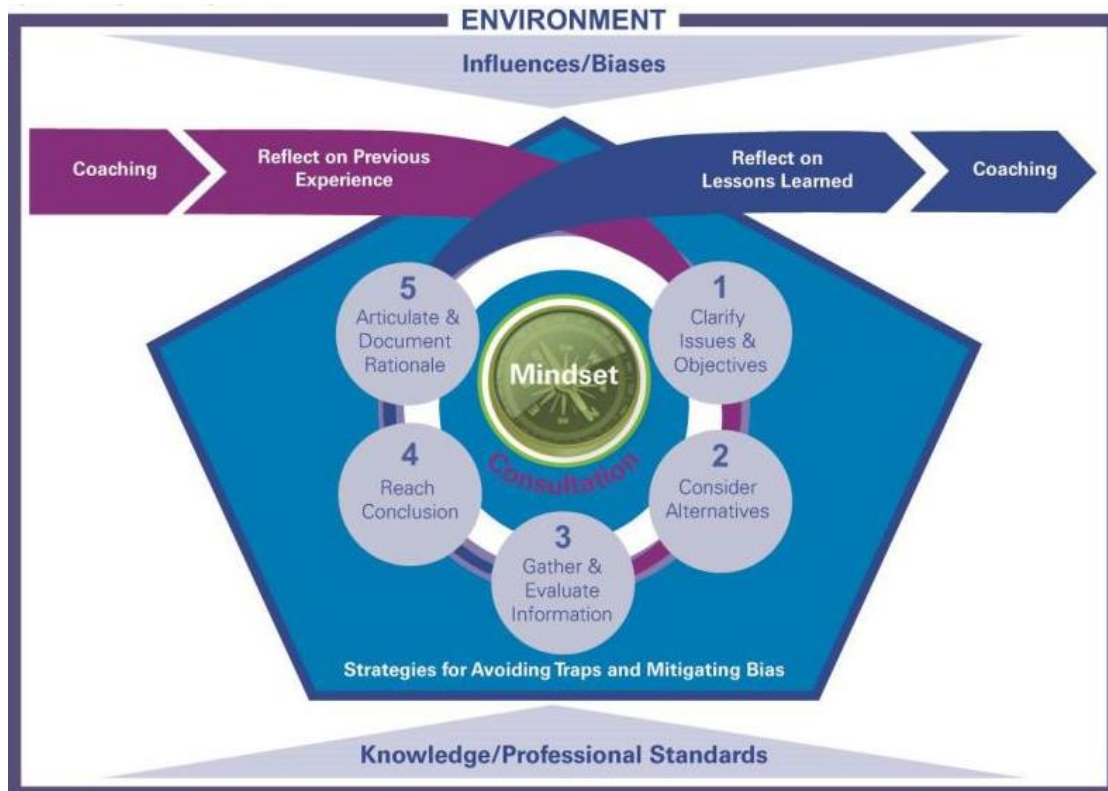 ENVIRONMENT
Influences/Biases
Coaching
Reflect on Previous
Experience
Reflect on
Lessons Learned
Coaching
1
Clarify
Issues &
Objectives
2
Consider
Alternatives
3
Gather &
Evaluate
Information
4
Reach
Conclusion
5
Articulate &
Document
Rationale
Mindset
Consultation
Strategies for Avoiding Traps and Mitigating Bias
Knowledge/Professional Standards